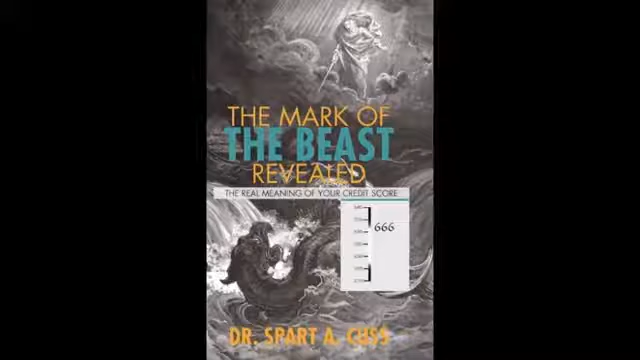 THE MARK OF
THE BEAST
REVEALED
THE REAL MEANING OF YOUR CREDIT SCORE
666
DR. SPART A. CUSS